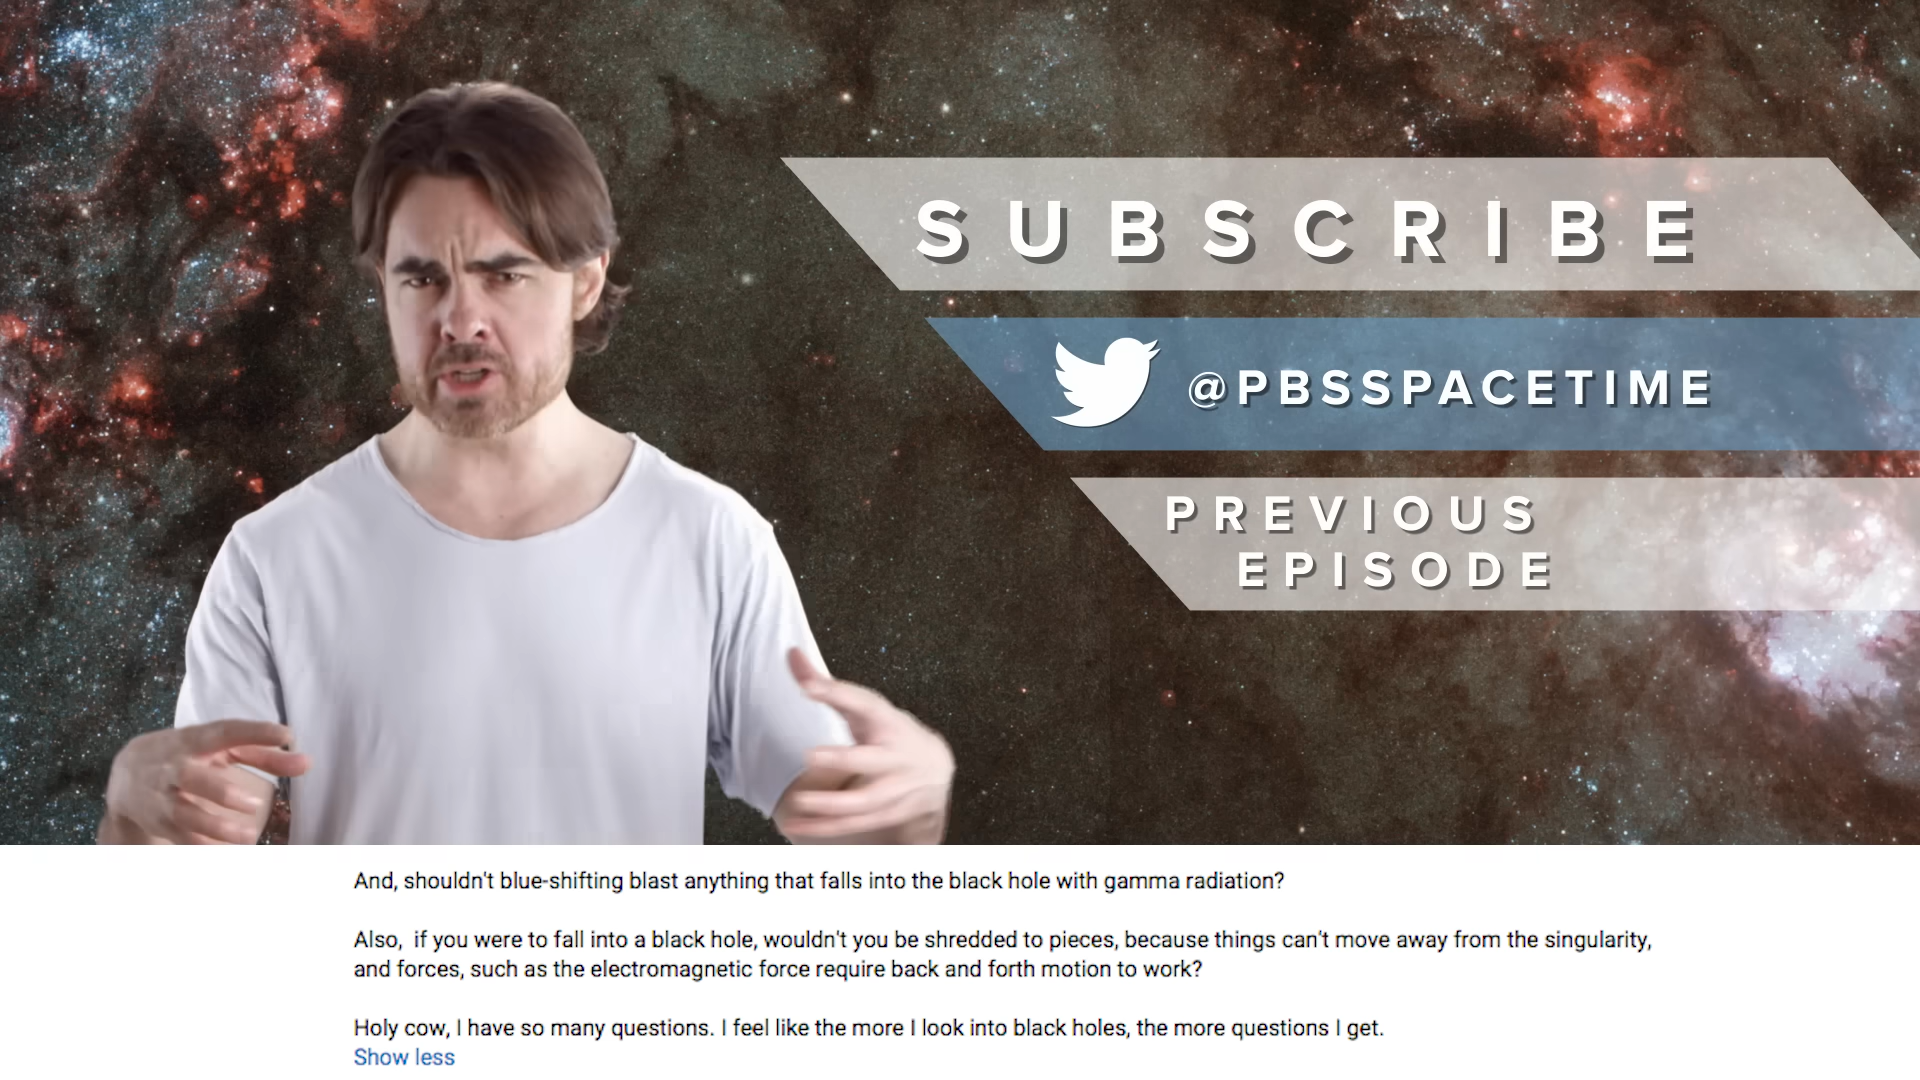 SUBSCRIBE
@PBSSPACETIME
PREVIOUS
EPISODE
And, shouldn't blue-shifting blast anything that falls into the black hole with gamma radiation?
Also,  if you were to fall into a black hole, wouldn't you be shredded to pieces, because things can't move away from the singularity,
and forces, such as the electromagnetic force require back and forth motion to work?
Holy cow, I have so many questions. I feel like the more I look into black holes, the more questions I get.
Show less